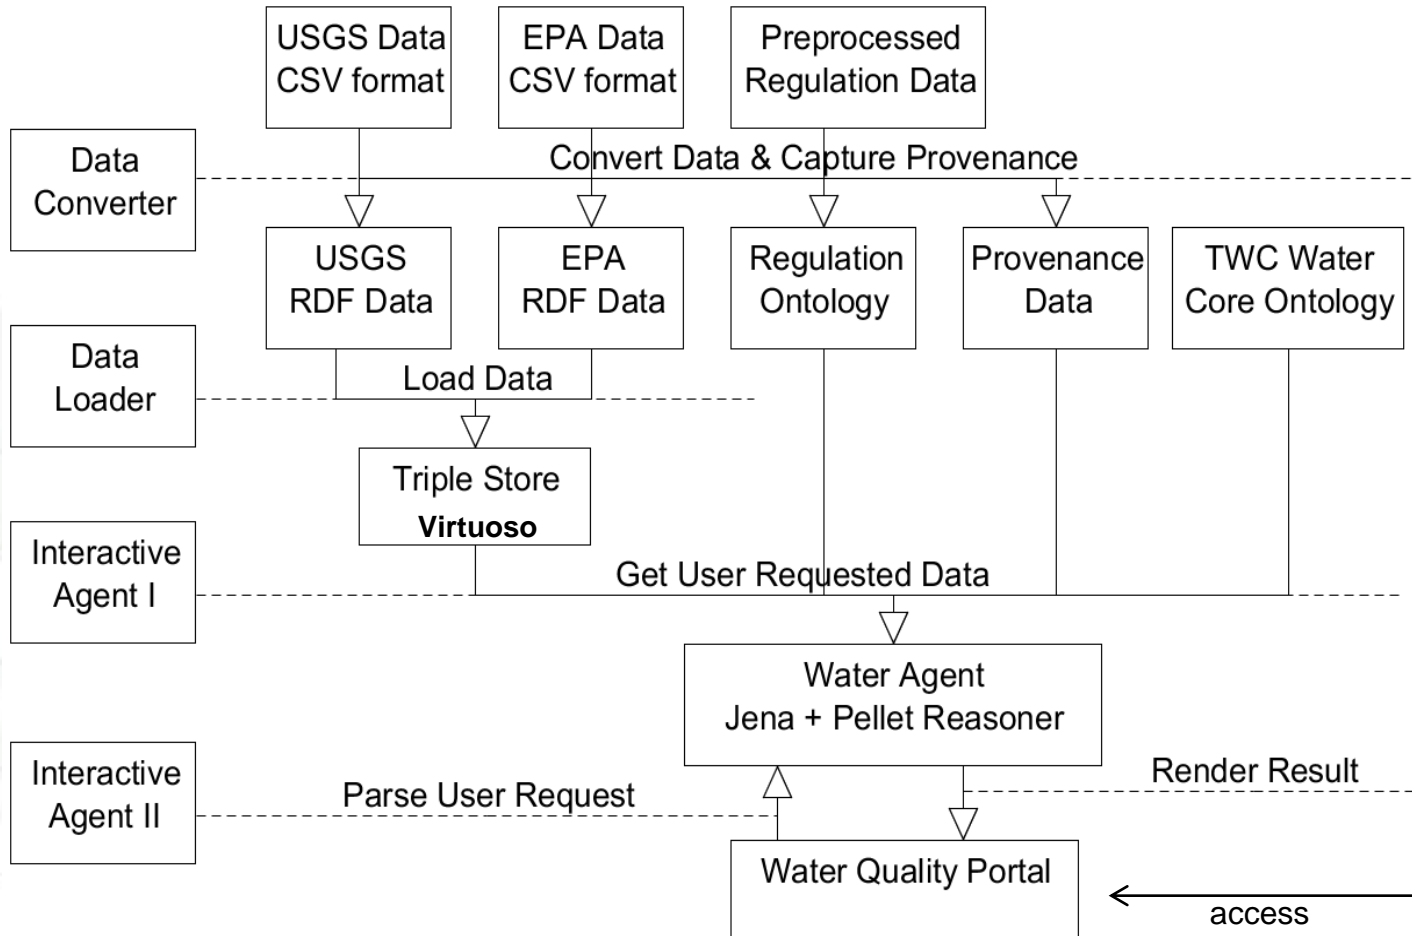 USGS Data
CSV format
EPA Data
CSV format
Preprocessed
Regulation Data
Data
Converter
Convert Data & Capture Provenance
USGS
RDF Data
EPA
RDF Data
Regulation
Ontology
Provenance
Data
TWC Water
Core Ontology
Data
Loader
Load Data
Triple Store
Virtuoso
Interactive
Agent I
Get User Requested Data
Water Agent
Jena + Pellet Reasoner
Interactive
Agent II
Parse User Request
Render Result
Water Quality Portal
access